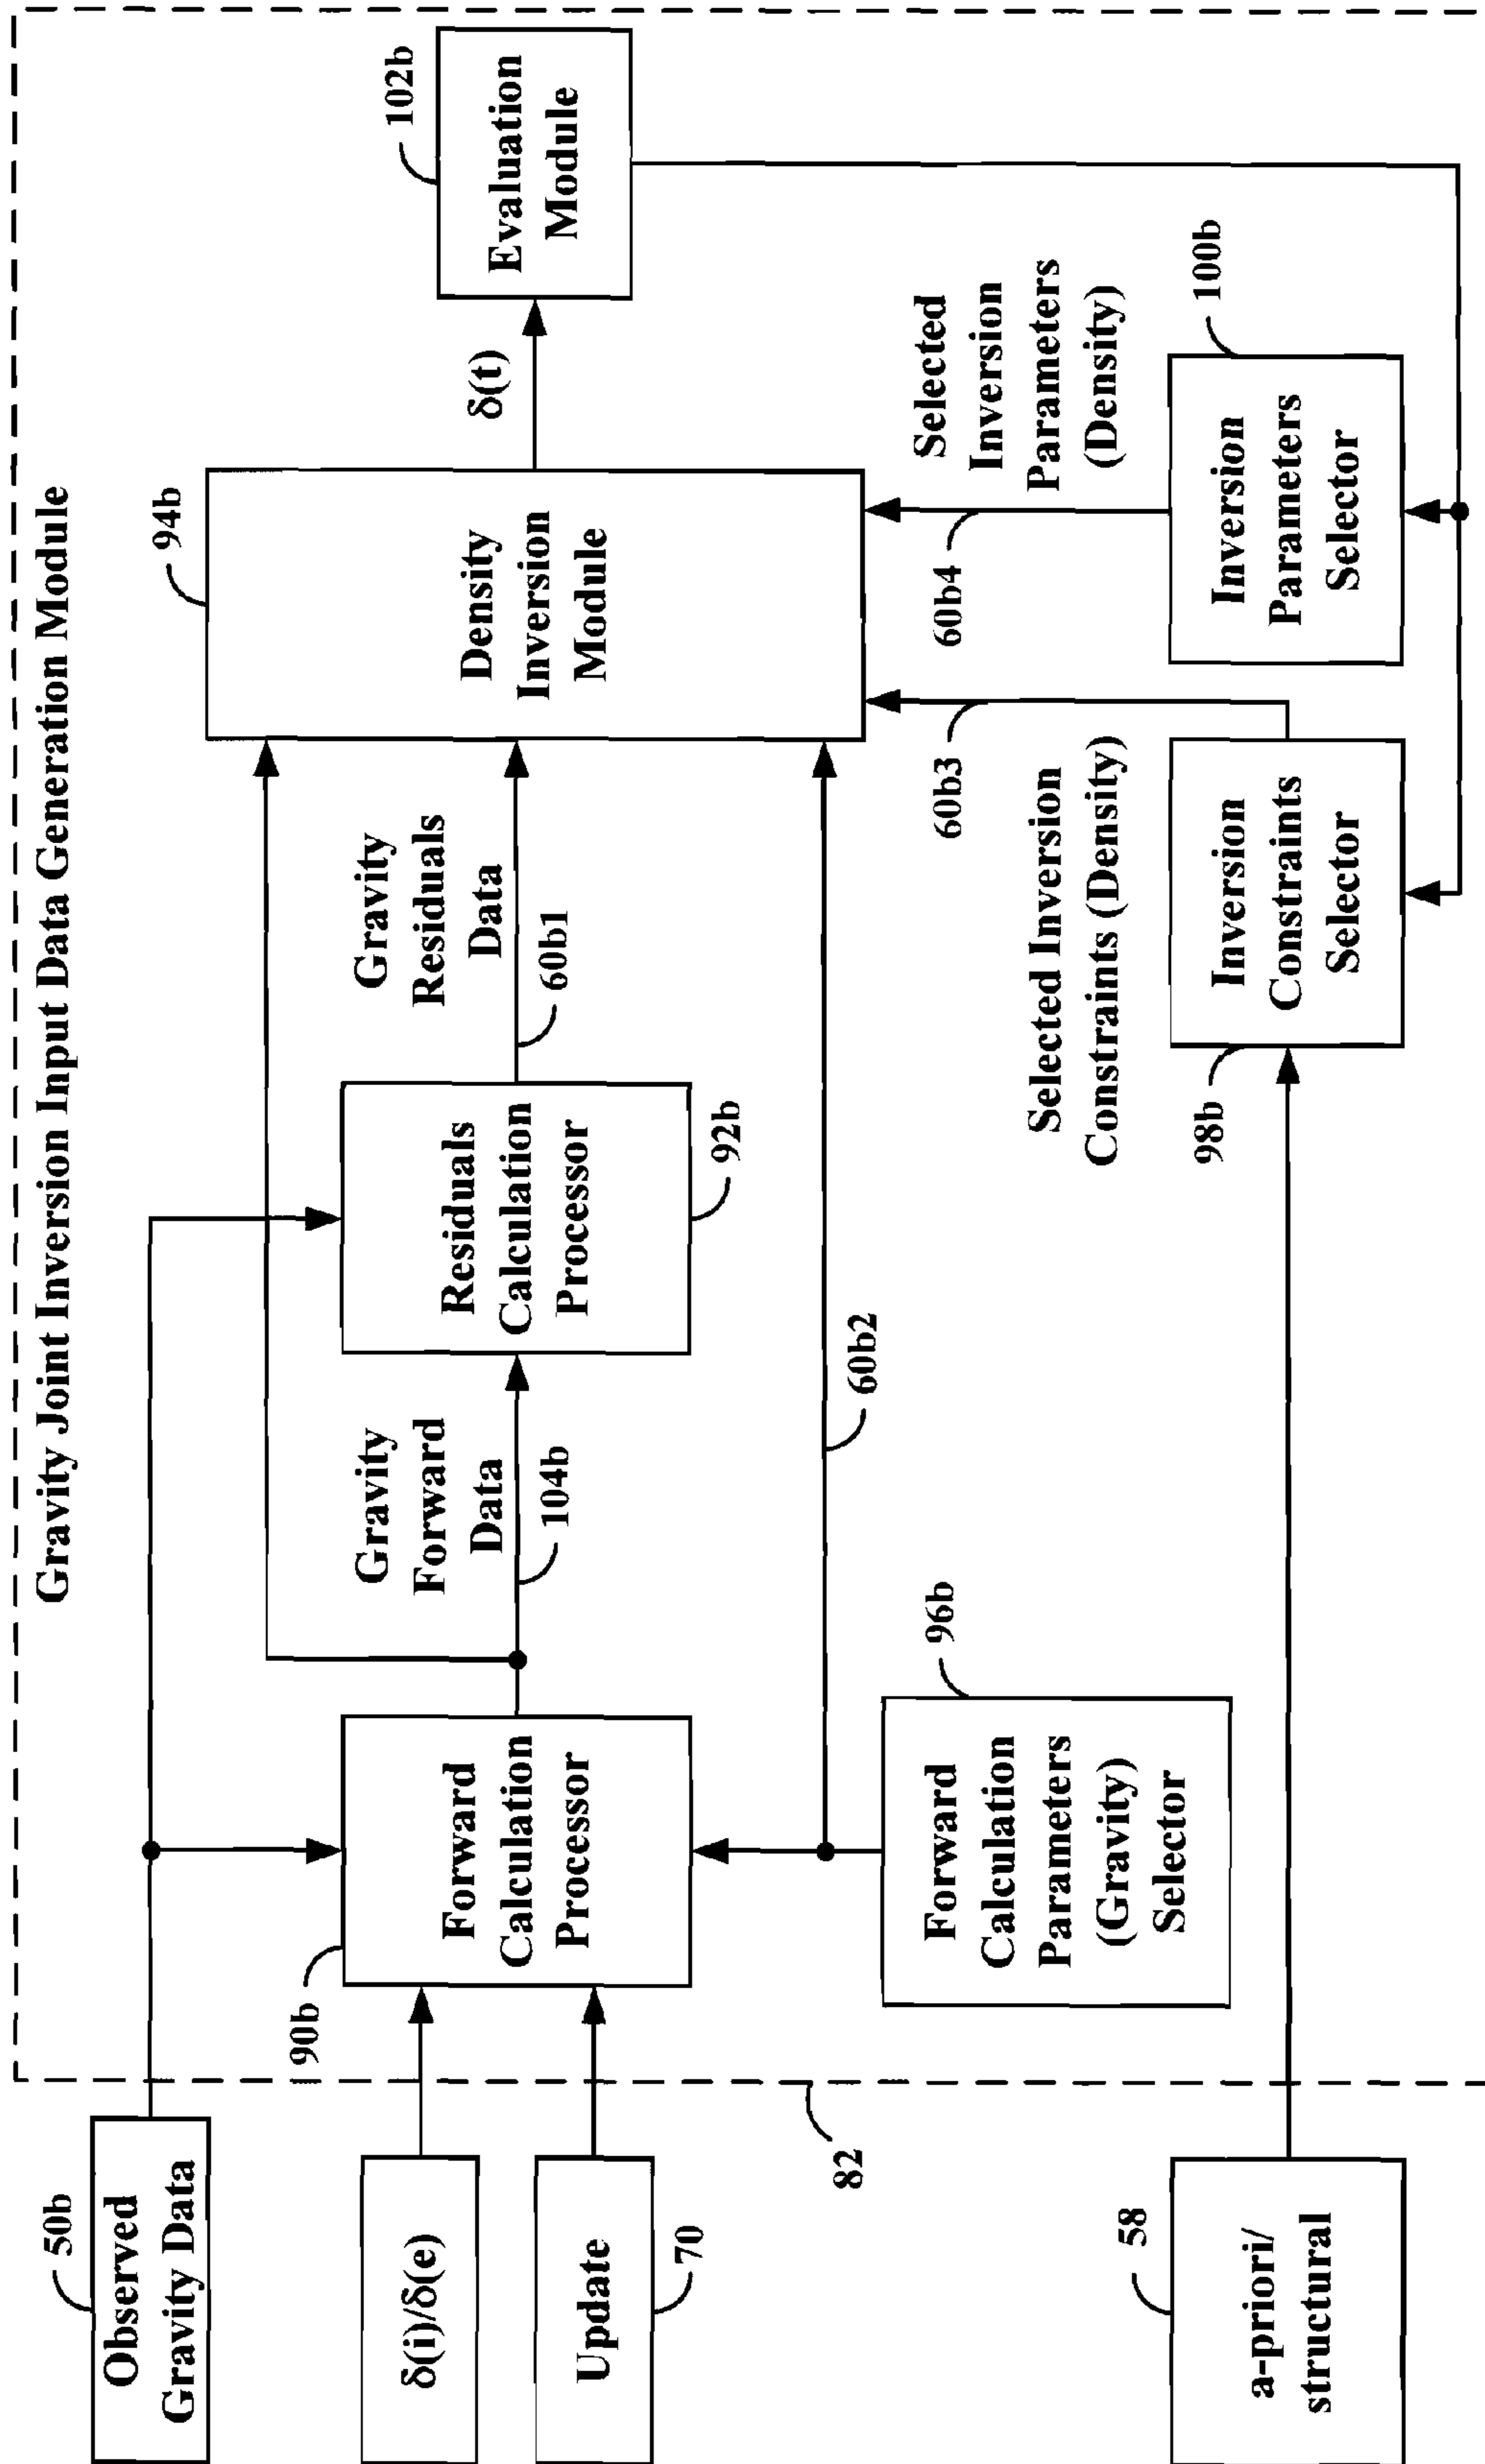 Gravity Joint Inversion Input Data Generation Module
50b
Observed
Gravity Data
δ(i)/δ(e)
Update
70
58
a-priori/
structural
82
90b
Forward
Calculation
Processor
Gravity
Forward
Data
104b
Residuals
Calculation
Processor
92b
Gravity
Residuals
Data
60b1
94b
Density
Inversion
Module
δ(t)
102b
Evaluation
Module
96b
Forward
Calculation
Parameters
(Gravity)
Selector
60b2
60b3
Selected Inversion
Constraints (Density)
98b
Inversion
Constraints
Selector
60b4
Selected
Inversion
Parameters
(Density)
100b
Inversion
Parameters
Selector